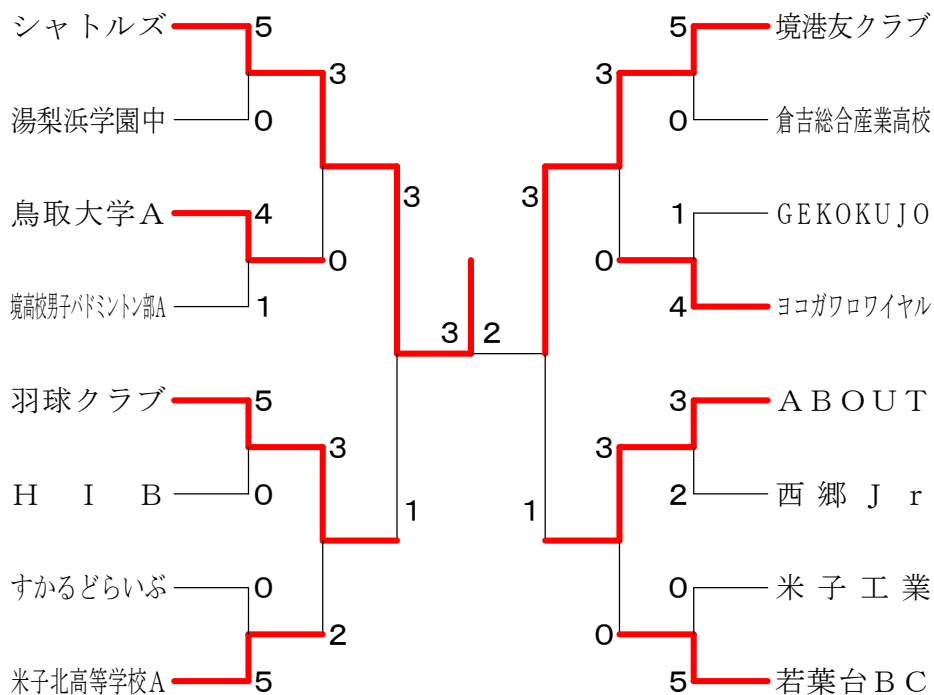 シャトルズ 5 5 境港友クラブ
3 3
湯梨浜学園中 0 0 倉吉総合産業高校
3 3
鳥取大学A 4 1 GEKOKUJO
0 0
境高校男子バドミントン部A 1 4 ヨコガワロワイヤル
3 2
羽球クラブ 5 3 ABOUT
3 3
HIB 0 2 西郷Jr
1 1
すかるどらいぶ 0 0 米子工業
2 0
米子北高等学校A 5 5 若葉台BC